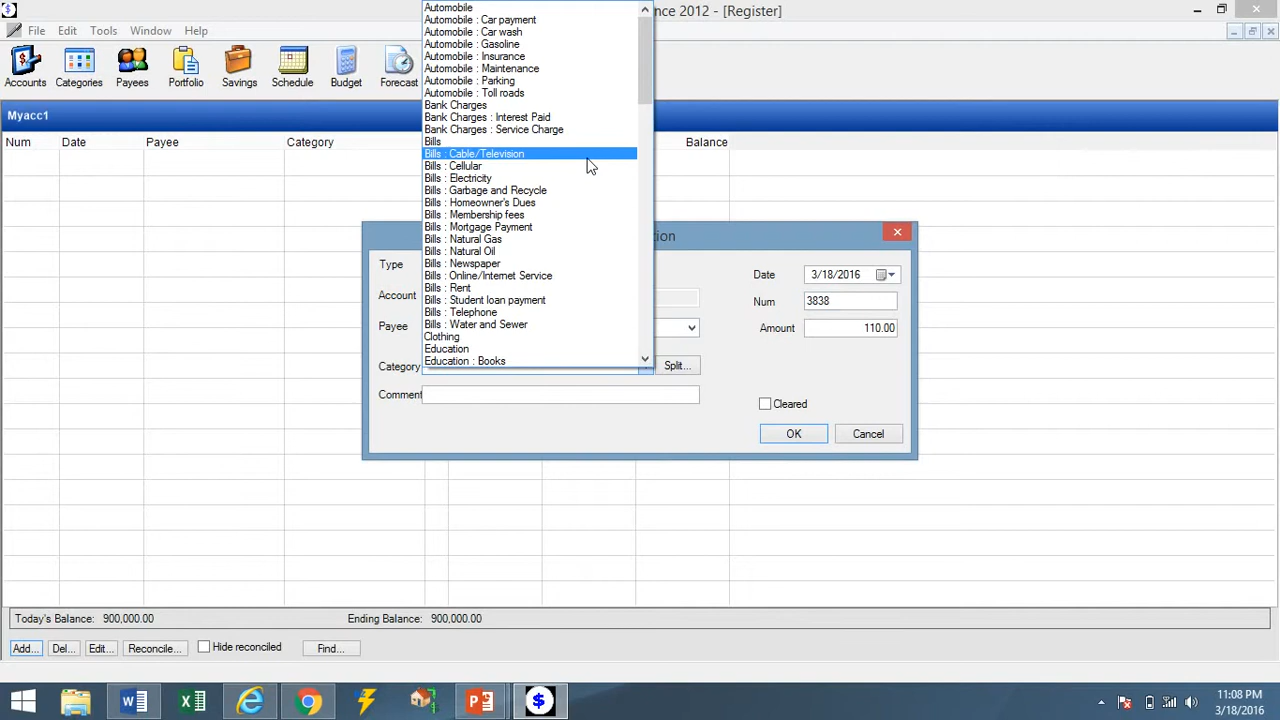 ance 2012 - [Register]
File Edit Tools Window Help
Accounts Categories Payees Portfolio Savings Schedule Budget Forecast
Myacc1
Num Date Payee Category Balance
Automobile
Automobile : Car payment
Automobile : Car wash
Automobile : Gasoline
Automobile : Insurance
Automobile : Maintenance
Automobile : Parking
Automobile : Toll roads
Bank Charges
Bank Charges : Interest Paid
Bank Charges : Service Charge
Bills
Bills : Cable/Television
Bills : Cellular
Bills : Electricity
Bills : Garbage and Recycle
Bills : Homeowner's Dues
Bills : Membership fees
Bills : Mortgage Payment
Bills : Natural Gas
Bills : Natural Oil
Bills : Newspaper
Bills : Online/Internet Service
Bills : Rent
Bills : Student loan payment
Bills : Telephone
Bills : Water and Sewer
Clothing
Education
Education : Books
tion
Type
Account
Payee
Category Split...
Comment
Date 3/18/2016
Num 3838
Amount 110.00
Cleared
OK Cancel
Today's Balance: 900,000.00 Ending Balance: 900,000.00
Add... Del... Edit... Reconcile... Hide reconciled Find...
11:08 PM
3/18/2016